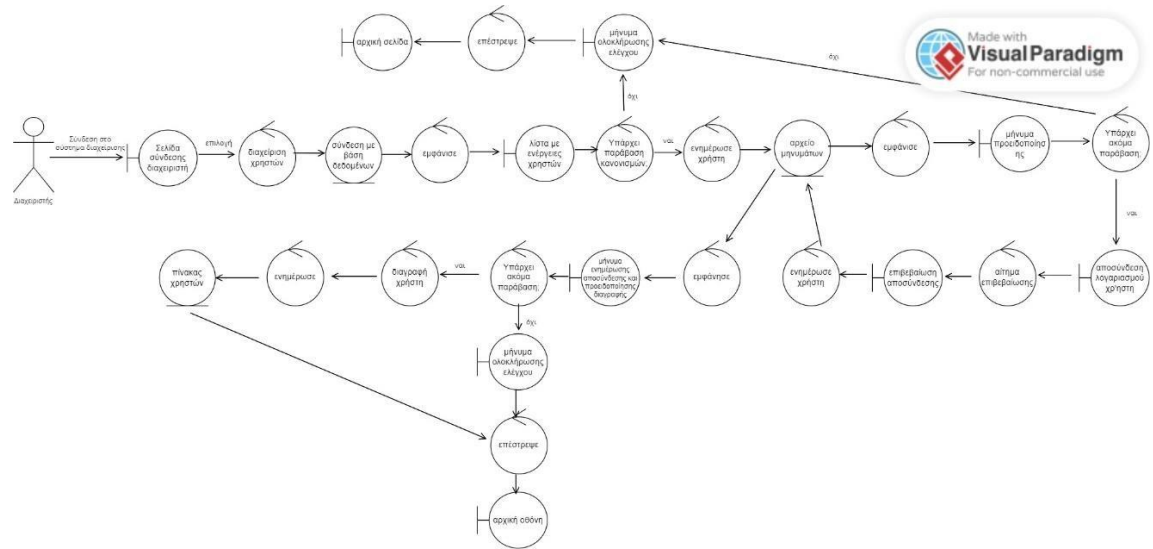 αρχική σελίδα
επέστρεψε
μήνυμα
ολοκλήρωσης
ελέγχου
όχι
Made with
Visual Paradigm
For non-commercial use
Σύνδεση στο
σύστημα διαχείρισης
Διαχειριστής
Σελίδα
σύνδεσης
διαχειριστή
επιλογή
διαχείριση
χρηστών
σύνδεση με
βάση
δεδομένων
εμφάνισε
λίστα με
ενέργειες
χρηστών
όχι
Υπάρχει
παράβαση
κανονισμών;
ναι
ενημέρωσε
χρήστη
αρχείο
μηνυμάτων
εμφάνισε
μήνυμα
προειδοποίησ
ης
Υπάρχει
ακόμα
παράβαση;
ναι
πίνακας
χρηστών
ενημέρωσε
διαγραφή
χρήστη
ναι
Υπάρχει
ακόμα
παράβαση;
μήνυμα
ενημέρωσης
αποσύνδεσης και
προειδοποίησης
διαγραφής
εμφάνησε
ενημέρωσε
χρήστη
επιβεβαίωση
αποσύνδεσης
αίτημα
επιβεβαίωσης
αποσύνδεση
λογαριασμού
χρ'ηστη
όχι
μήνυμα
ολοκλήρωσης
ελέγχου
επέστρεψε
αρχική οθόνη